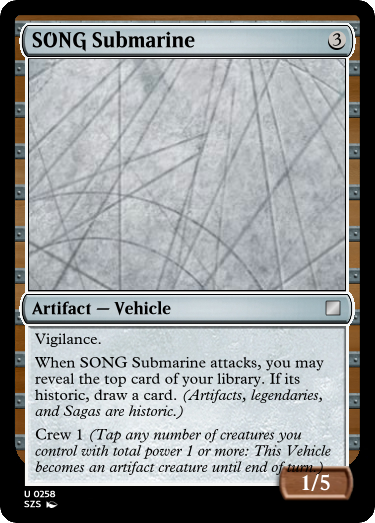 SONG Submarine 3
Artifact — Vehicle
Vigilance.
When SONG Submarine attacks, you may
reveal the top card of your library. If its
historic, draw a card. (Artifacts, legendaries,
and Sagas are historic.)
Crew 1 (Tap any number of creatures you
control with total power 1 or more: This Vehicle
becomes an artifact creature until end of turn.)
1/5
U 0258
SZS